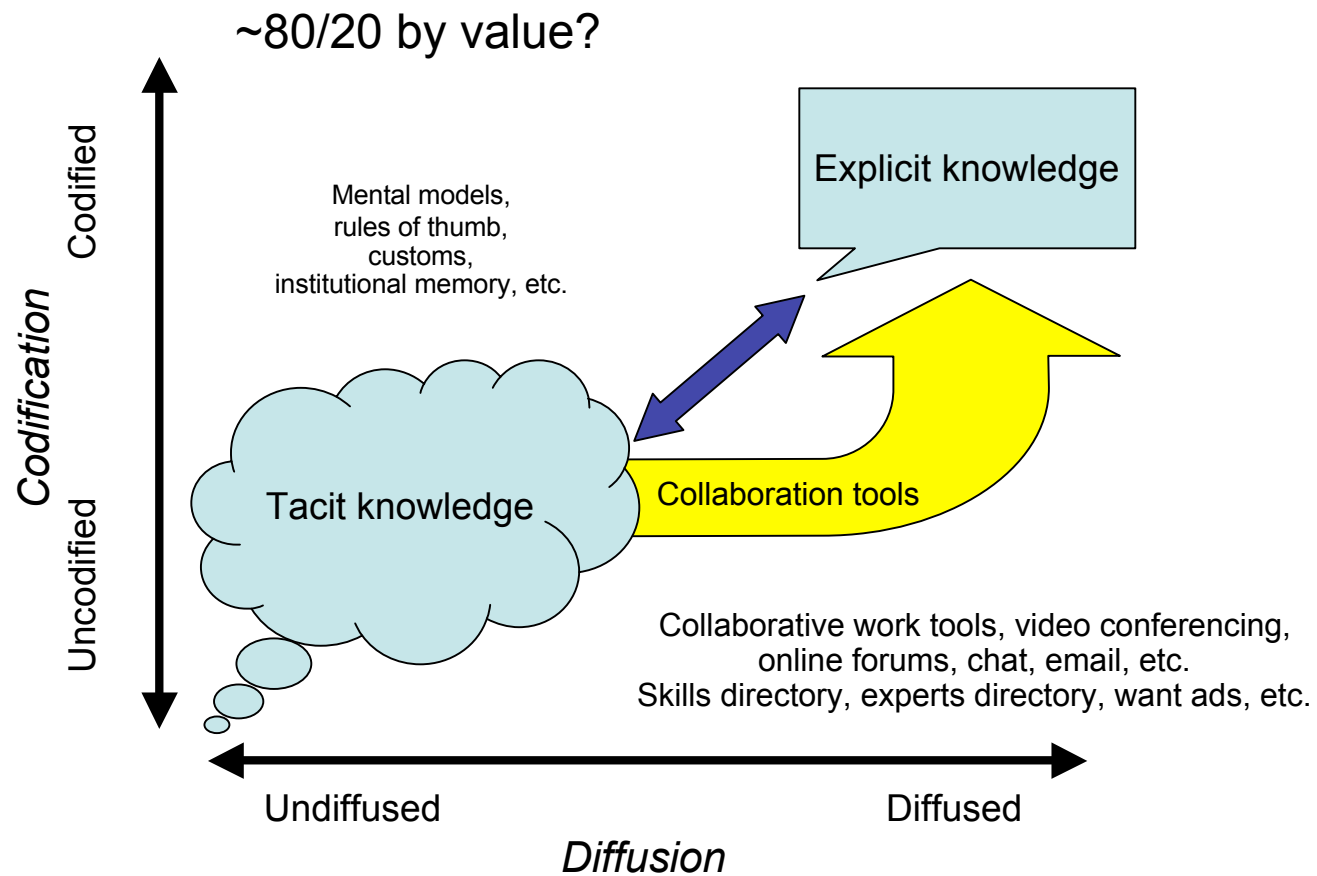 ~80/20 by value?
Codified
Explicit knowledge
Mental models,
rules of thumb,
customs,
institutional memory, etc.
Codification
Tacit knowledge
Collaboration tools
Uncodified
Collaborative work tools, video conferencing,
online forums, chat, email, etc.
Skills directory, experts directory, want ads, etc.
Undiffused
Diffused
Diffusion